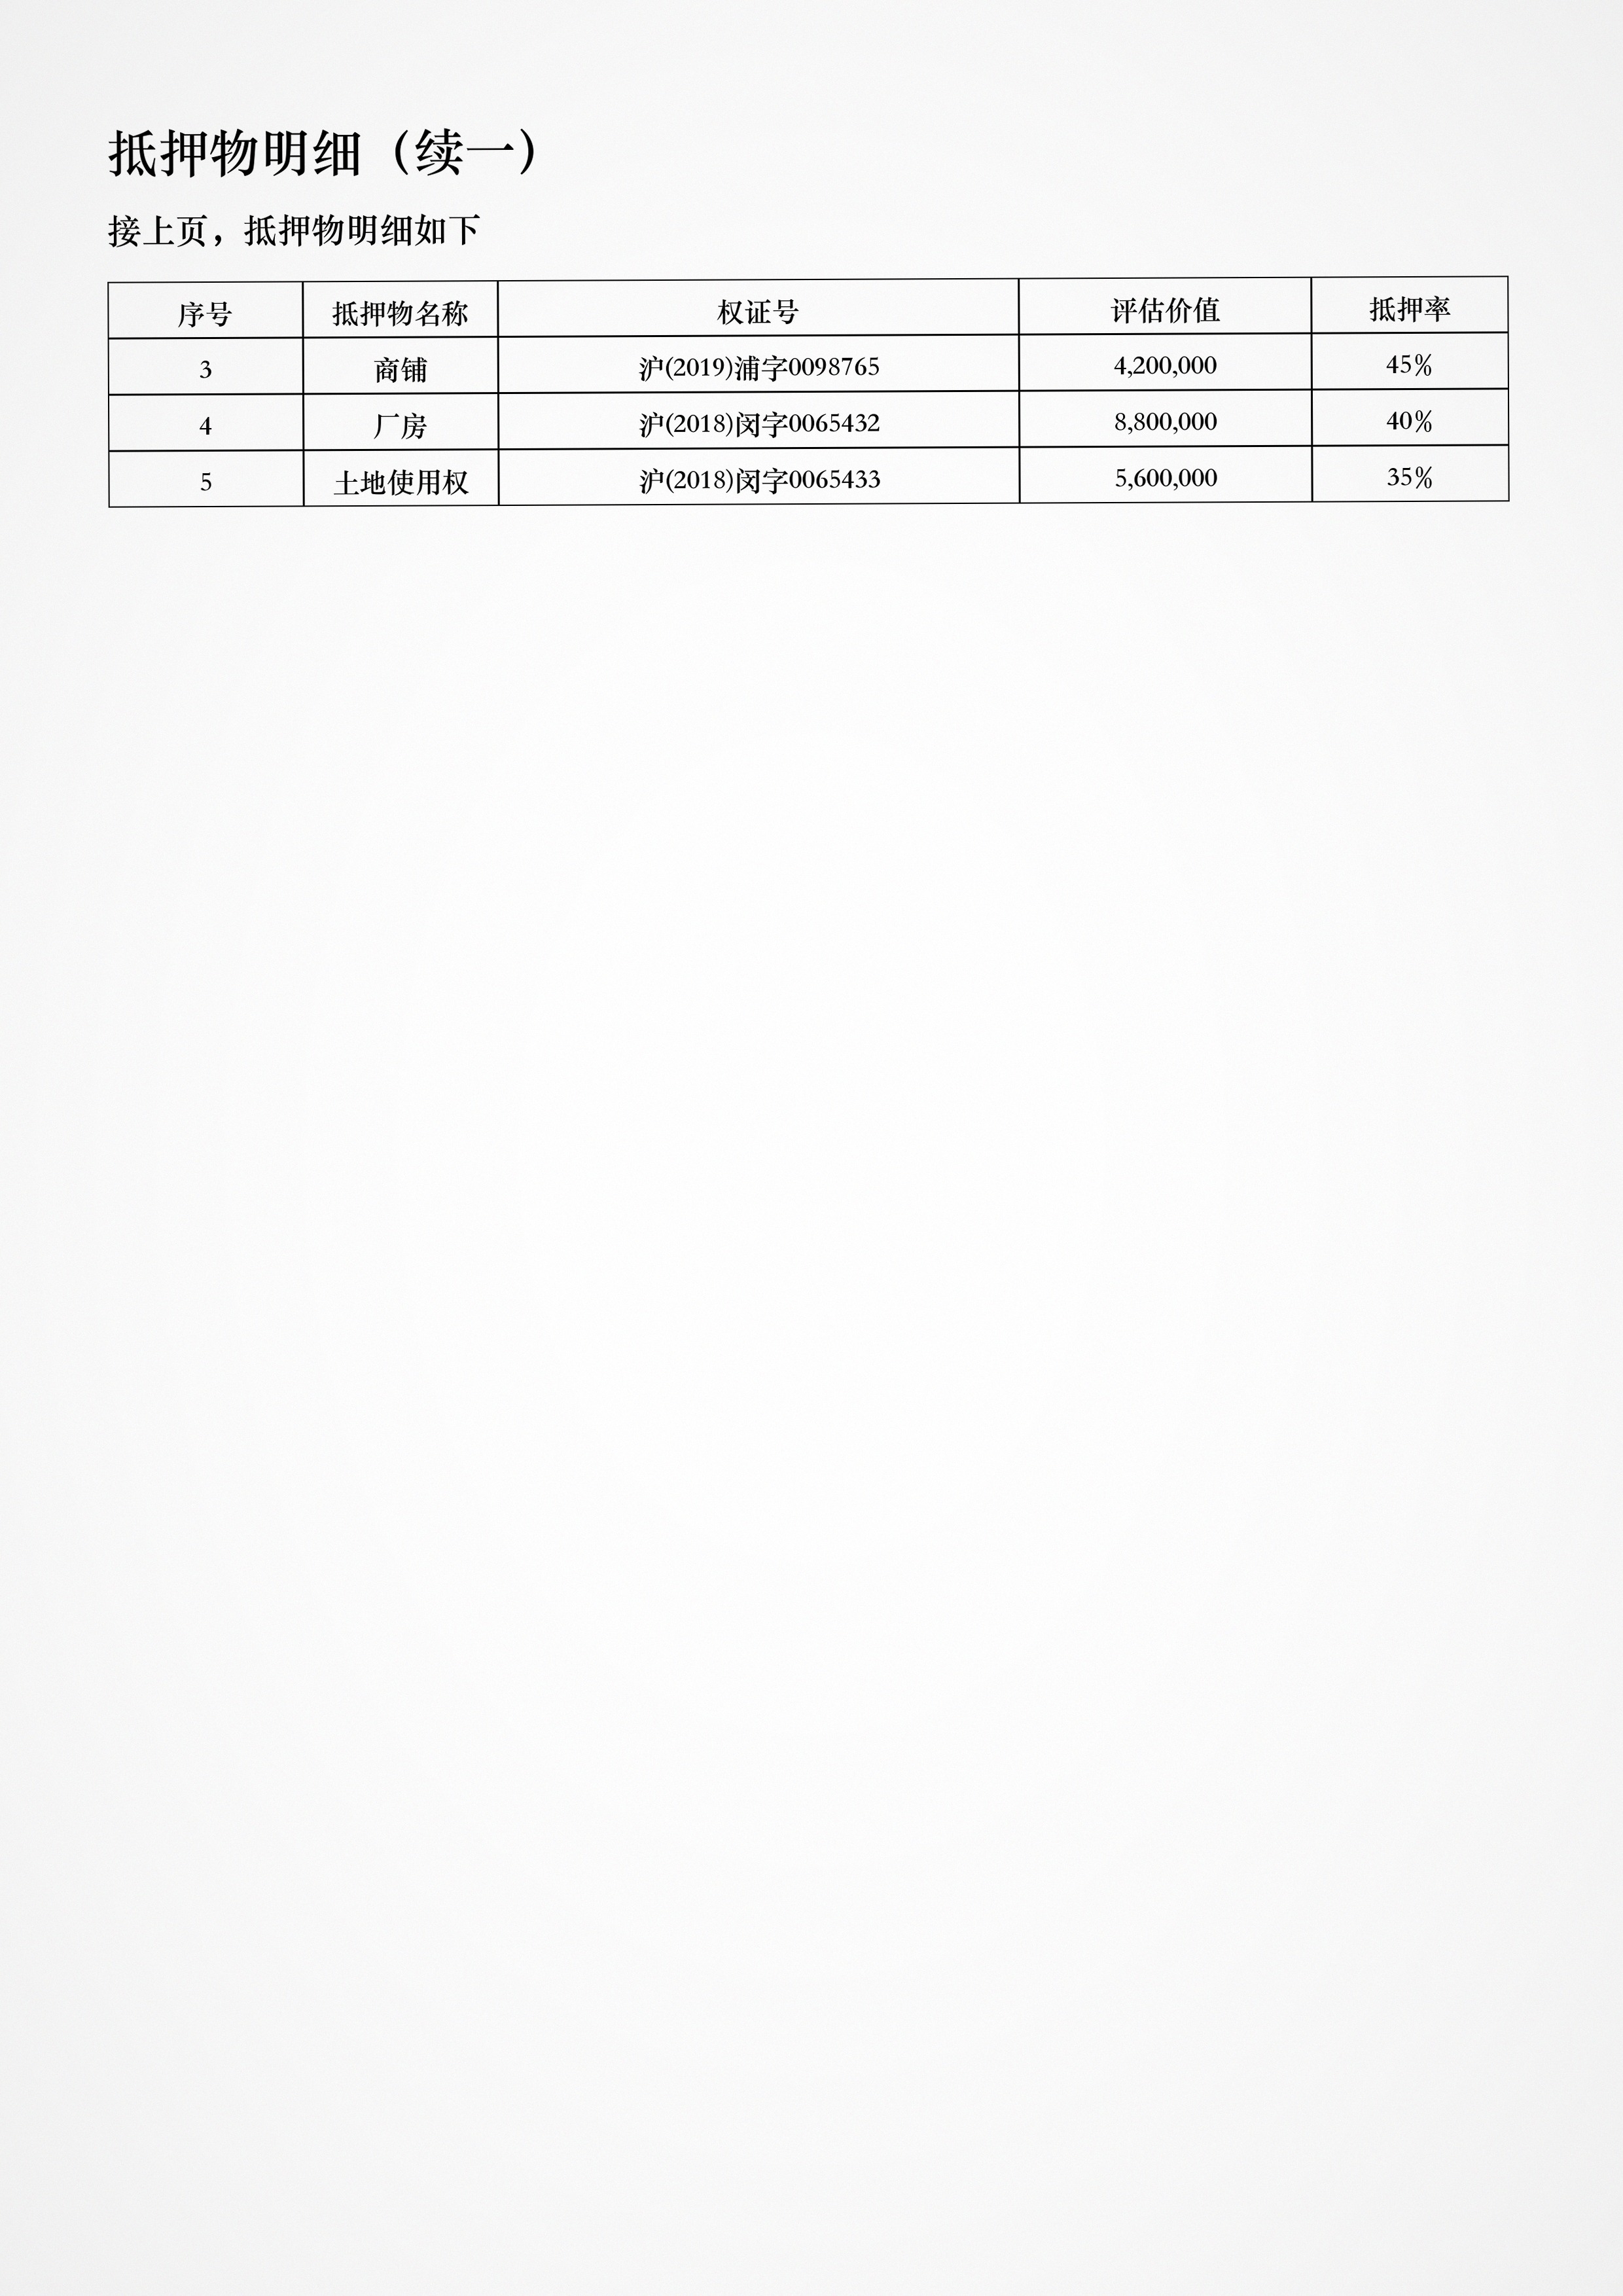 抵押物明细（续一）
接上页，抵押物明细如下
序号 抵押物名称 权证号 评估价值 抵押率
3 商铺 沪(2019)浦字0098765 4,200,000 45%
4 厂房 沪(2018)闵字0065432 8,800,000 40%
5 土地使用权 沪(2018)闵字0065433 5,600,000 35%